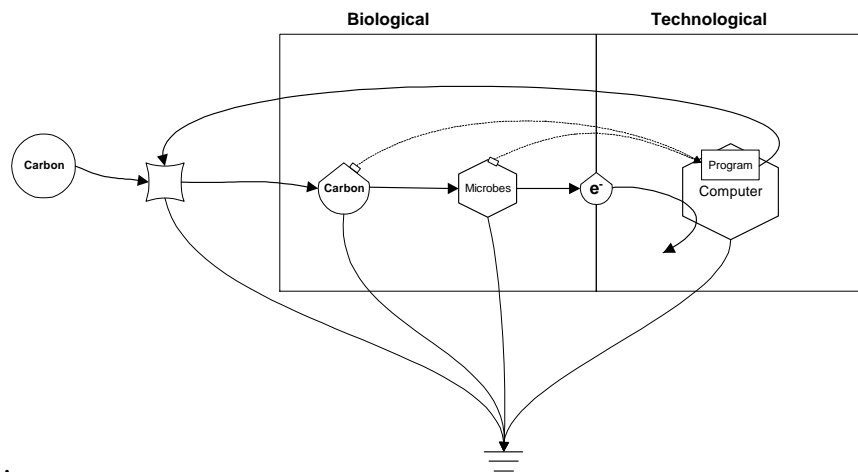 Biological
Technological
Carbon
Carbon
Microbes
e-
Program
Computer